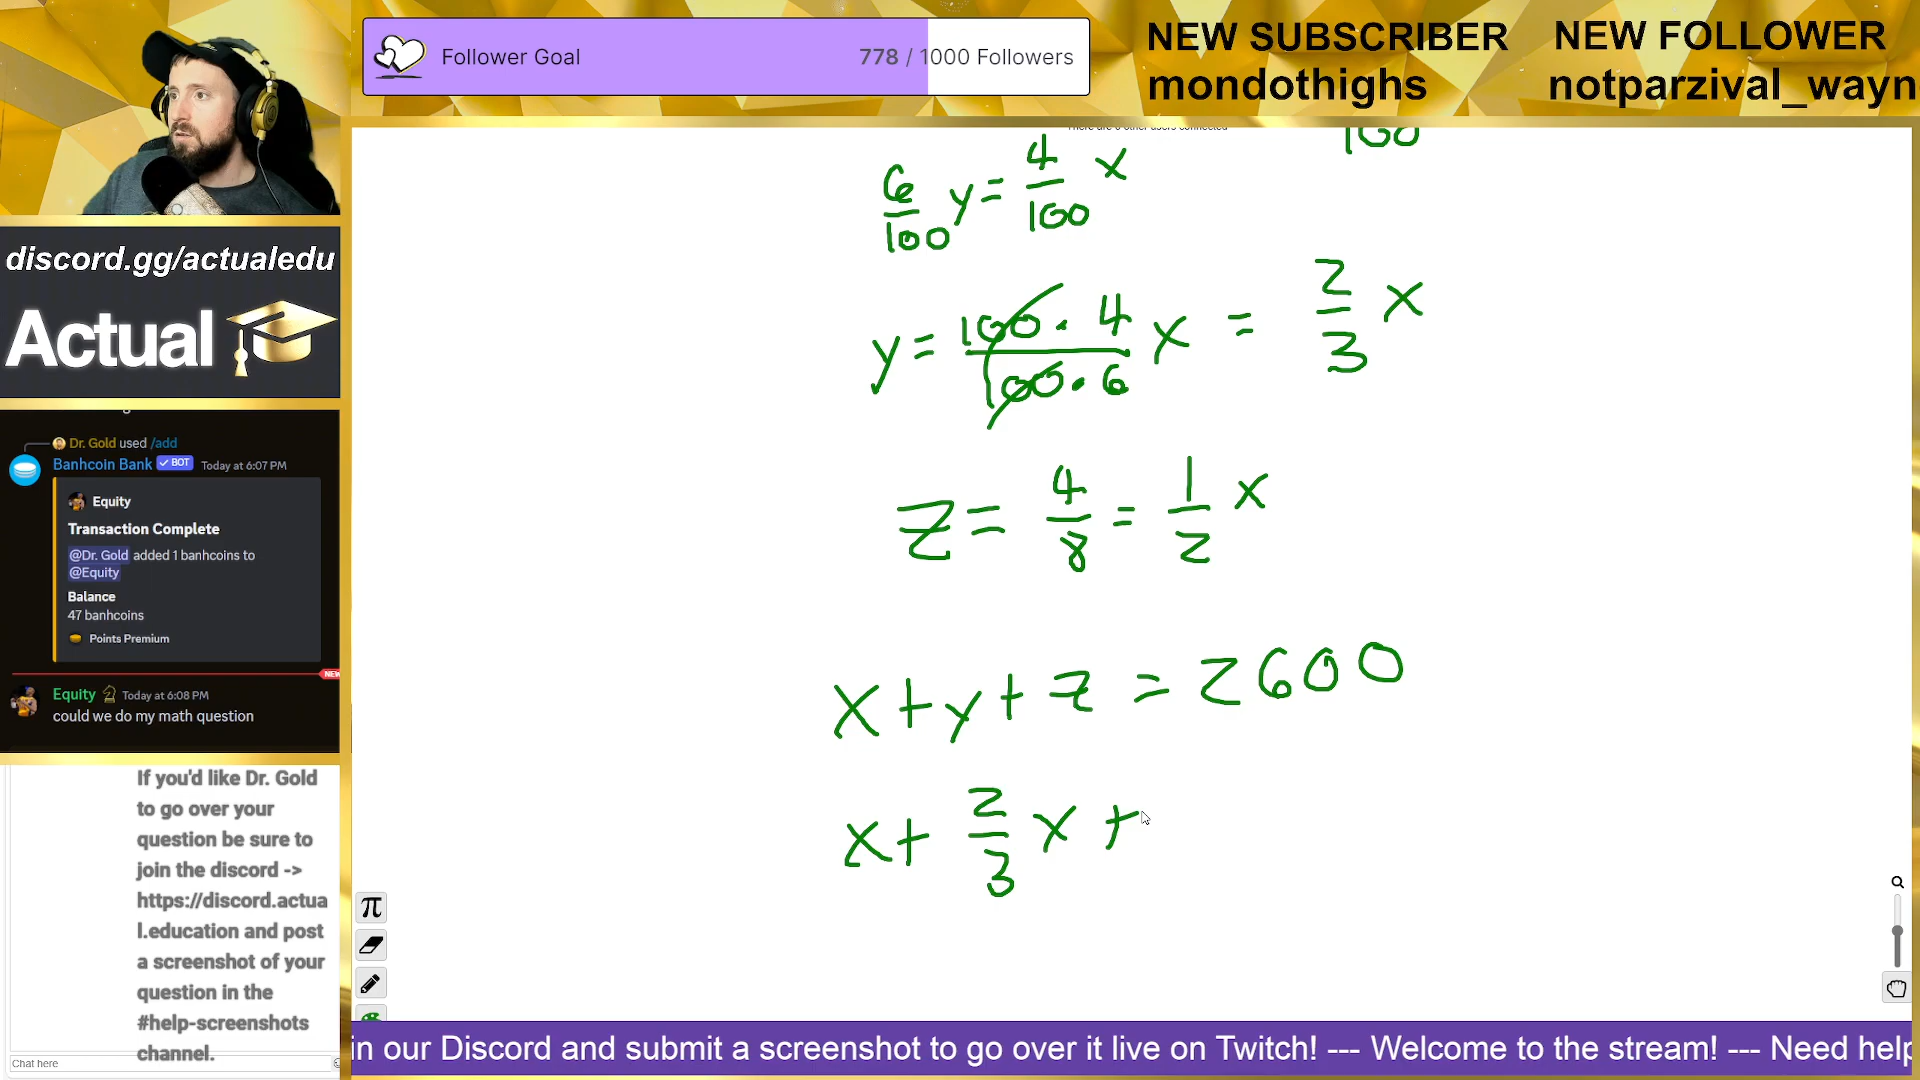 Follower Goal 778 / 1000 Followers
NEW SUBSCRIBER
mondothighs
NEW FOLLOWER
notparzival_wayn
discord.gg/actualedu
Actual
Dr. Gold used /add
Banhcoin Bank ✓ BOT Today at 6:07 PM
Equity
Transaction Complete
@Dr. Gold added 1 banhcoins to
@Equity
Balance
47 banhcoins
Points Premium
NEW
Equity Today at 6:08 PM
could we do my math question
If you'd like Dr. Gold
to go over your
question be sure to
join the discord ->
https://discord.actua
l.education and post
a screenshot of your
question in the
#help-screenshots
channel.
Chat here
100
6/100 y = 4/100 x
y = 100·4/100·6 x = 2/3 x
z = 4/8 = 1/2 x
x + y + z = 2600
x + 2/3 x +
π
in our Discord and submit a screenshot to go over it live on Twitch! --- Welcome to the stream! --- Need help